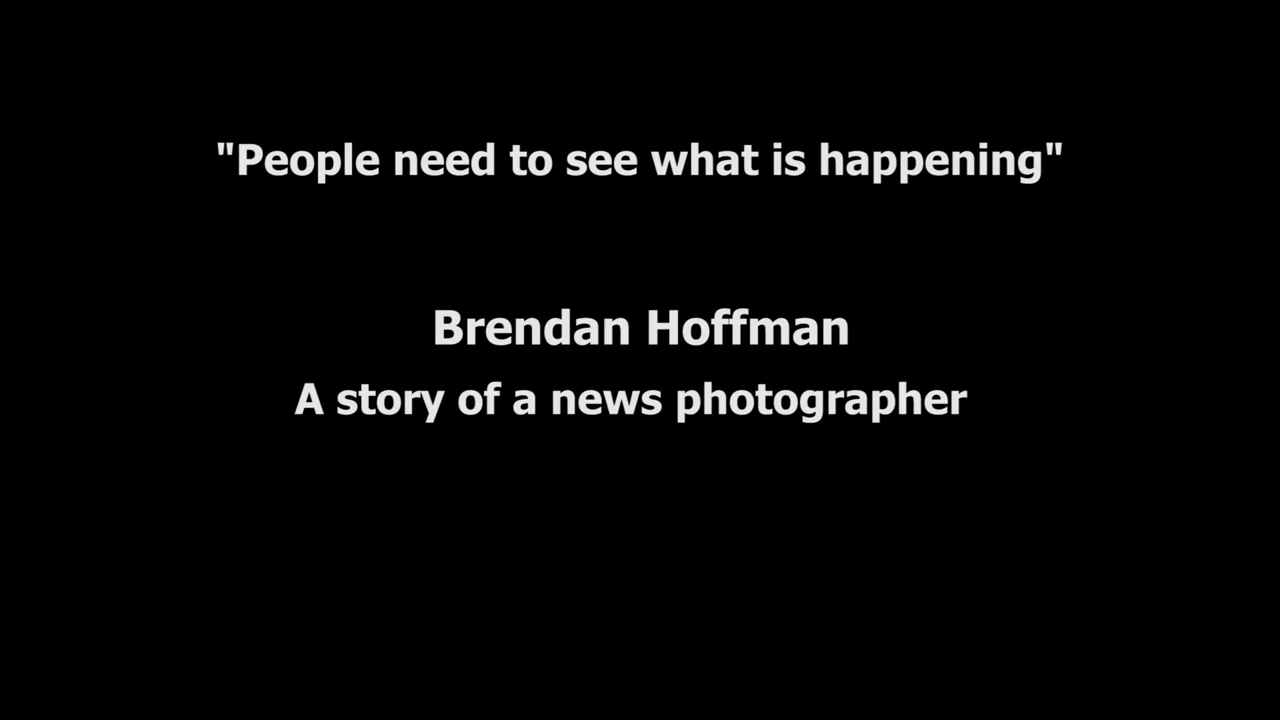 "People need to see what is happening"
Brendan Hoffman
A story of a news photographer